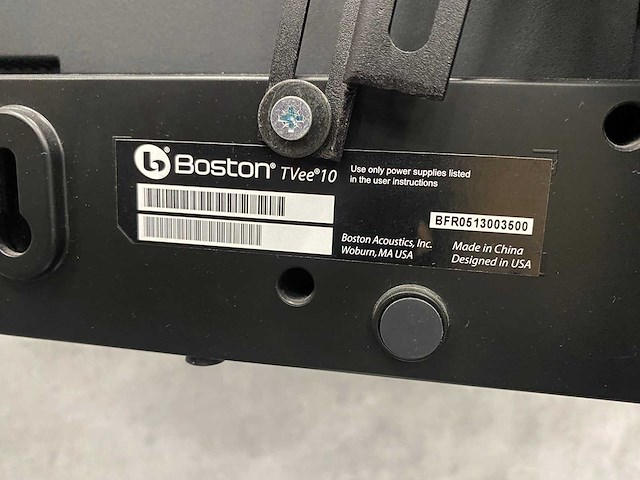 b Boston® TVee®10
Use only power supplies listed
in the user instructions
BFR0513003500
Boston Acoustics, Inc.
Woburn, MA USA
Made in China
Designed in USA